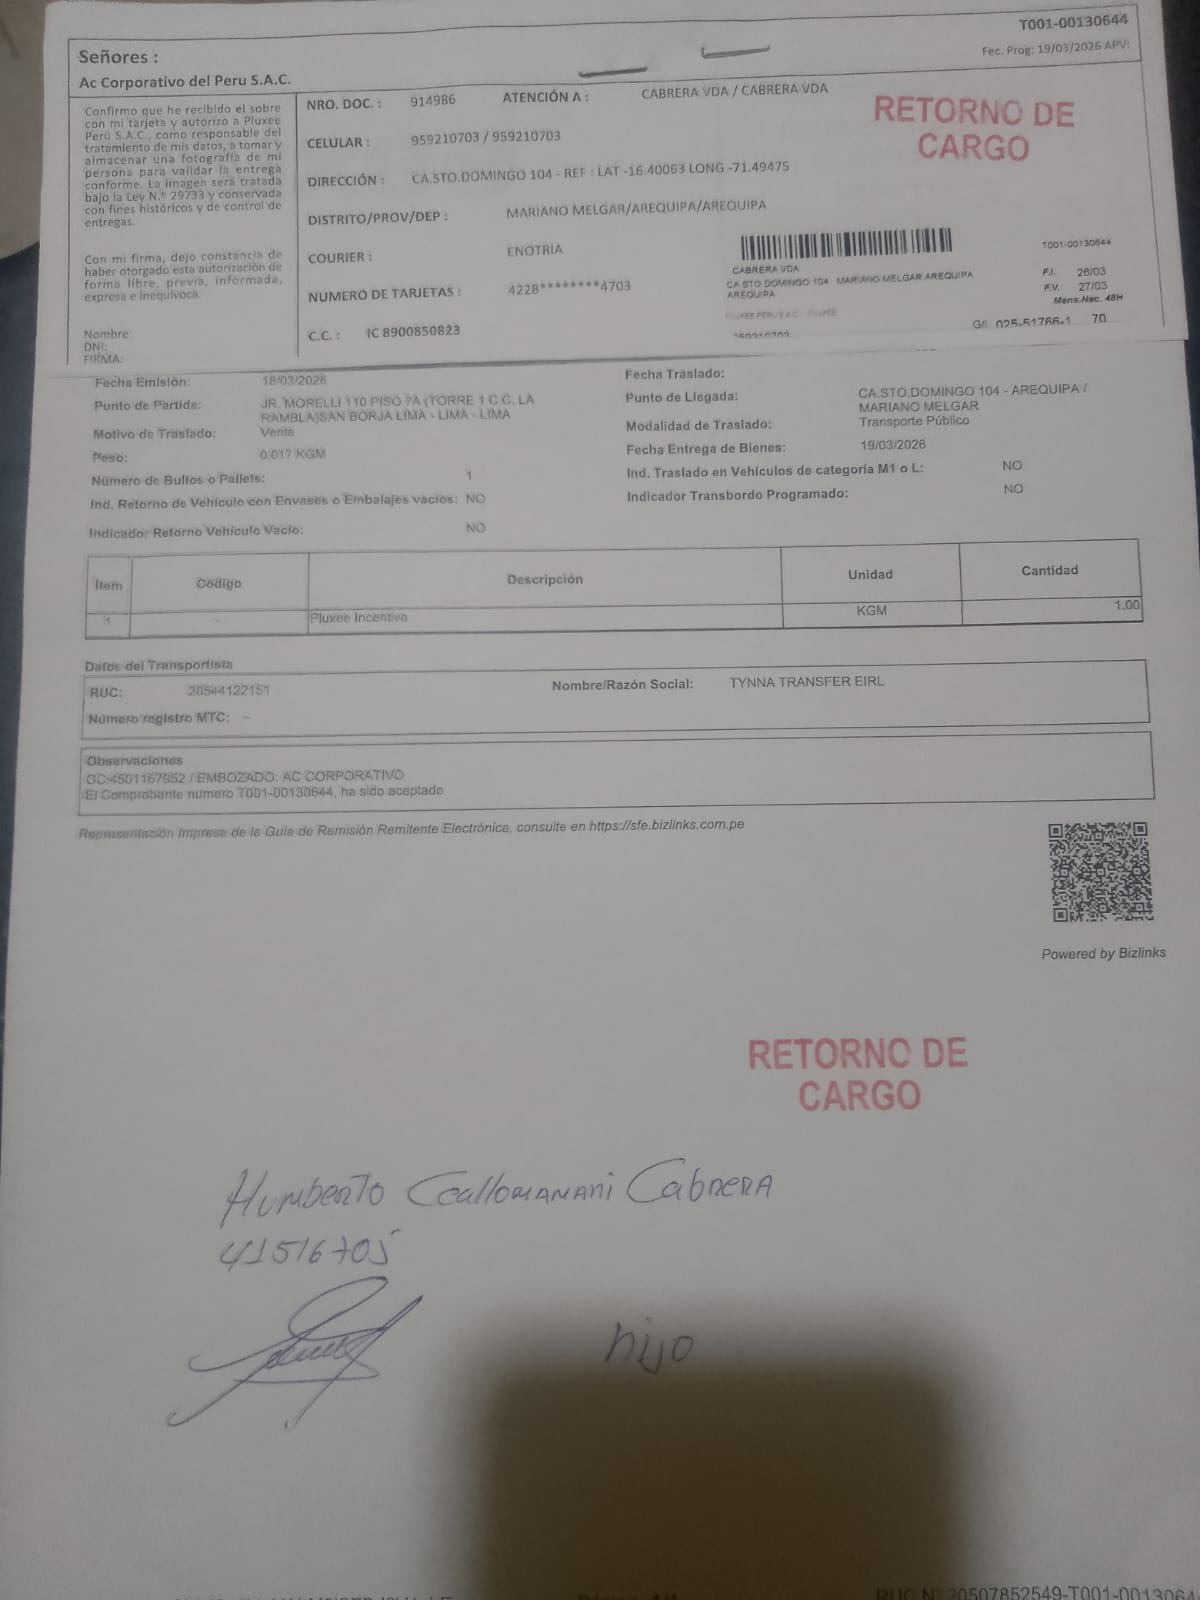 T001-00130644
Fec. Prog: 19/03/2026 APV:
Señores :
Ac Corporativo del Peru S.A.C.
Confirmo que he recibido el sobre
con mi tarjeta y autorizo a Pluxee
Perú S.A.C., como responsable del
tratamiento de mis datos, a tomar y
almacenar una fotografía de mi
persona para validar la entrega
conforme. La imagen será tratada
bajo la Ley N.º 29733 y conservada
con fines históricos y de control de
entregas.
Con mi firma, dejo constancia de
haber otorgado esta autorización de
forma libre, previa, informada,
expresa e inequívoca.
Nombre:
DNI:
FIRMA:
NRO. DOC. : 914986 ATENCIÓN A : CABRERA VDA / CABRERA VDA
CELULAR : 959210703 / 959210703
DIRECCIÓN : CA.STO.DOMINGO 104 - REF : LAT -16.40063 LONG -71.49475
DISTRITO/PROV/DEP : MARIANO MELGAR/AREQUIPA/AREQUIPA
COURIER : ENOTRIA
NUMERO DE TARJETAS : 4228********4703
C.C. : IC 8900850823
RETORNO DE
CARGO
CABRERA VDA
CA STO DOMINGO 104 MARIANO MELGAR AREQUIPA
AREQUIPA
T001-00130644
F.I. 26/03
F.V. 27/03
Mens.Nac. 48H
G/L 025-51766-1 70
Fecha Emisión: 18/03/2026
Punto de Partida: JR. MORELLI 110 PISO 7A (TORRE 1 C.C. LA
RAMBLA)SAN BORJA LIMA - LIMA - LIMA
Motivo de Traslado: Venta
Peso: 0.017 KGM
Número de Bultos o Pallets: 1
Ind. Retorno de Vehículo con Envases o Embalajes vacíos: NO
Indicador Retorno Vehículo Vacío: NO
Fecha Traslado:
Punto de Llegada: CA.STO.DOMINGO 104 - AREQUIPA /
MARIANO MELGAR
Modalidad de Traslado: Transporte Público
Fecha Entrega de Bienes: 19/03/2026
Ind. Traslado en Vehículos de categoría M1 o L: NO
Indicador Transbordo Programado: NO
Item Código Descripción Unidad Cantidad
1 - Pluxee Incentivo KGM 1.00
Datos del Transportista
RUC: 20544122151 Nombre/Razón Social: TYNNA TRANSFER EIRL
Número registro MTC: -
Observaciones
OC:4501167952 / EMBOZADO: AC CORPORATIVO
El Comprobante numero T001-00130644, ha sido aceptado
Representación Impresa de la Guía de Remisión Remitente Electrónica, consulte en https://sfe.bizlinks.com.pe
Powered by Bizlinks
RETORNO DE
CARGO
Humberto Ccallomamani Cabrera
41516705
hijo